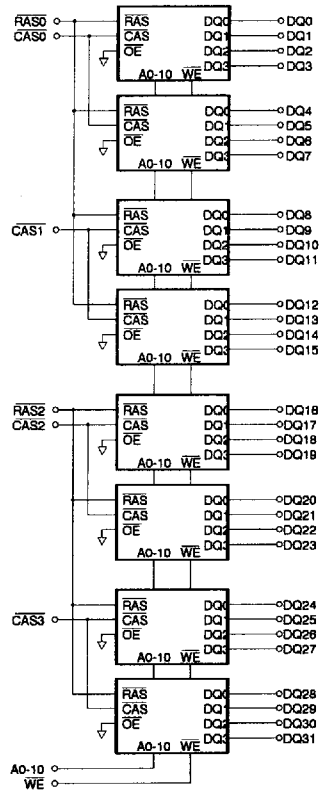 RAS0 RAS DQ0 DQ0
CAS0 CAS DQ1 DQ1
OE DQ2 DQ2
DQ3 DQ3
A0-10 WE
RAS DQ0 DQ4
CAS DQ1 DQ5
OE DQ2 DQ6
DQ3 DQ7
A0-10 WE
RAS DQ0 DQ8
CAS1 CAS DQ1 DQ9
OE DQ2 DQ10
DQ3 DQ11
A0-10 WE
RAS DQ0 DQ12
CAS DQ1 DQ13
OE DQ2 DQ14
DQ3 DQ15
A0-10 WE
RAS2 RAS DQ0 DQ16
CAS2 CAS DQ1 DQ17
OE DQ2 DQ18
DQ3 DQ19
A0-10 WE
RAS DQ0 DQ20
CAS DQ1 DQ21
OE DQ2 DQ22
DQ3 DQ23
A0-10 WE
RAS DQ0 DQ24
CAS3 CAS DQ1 DQ25
OE DQ2 DQ26
DQ3 DQ27
A0-10 WE
RAS DQ0 DQ28
CAS DQ1 DQ29
OE DQ2 DQ30
DQ3 DQ31
A0-10 WE
A0-10
WE